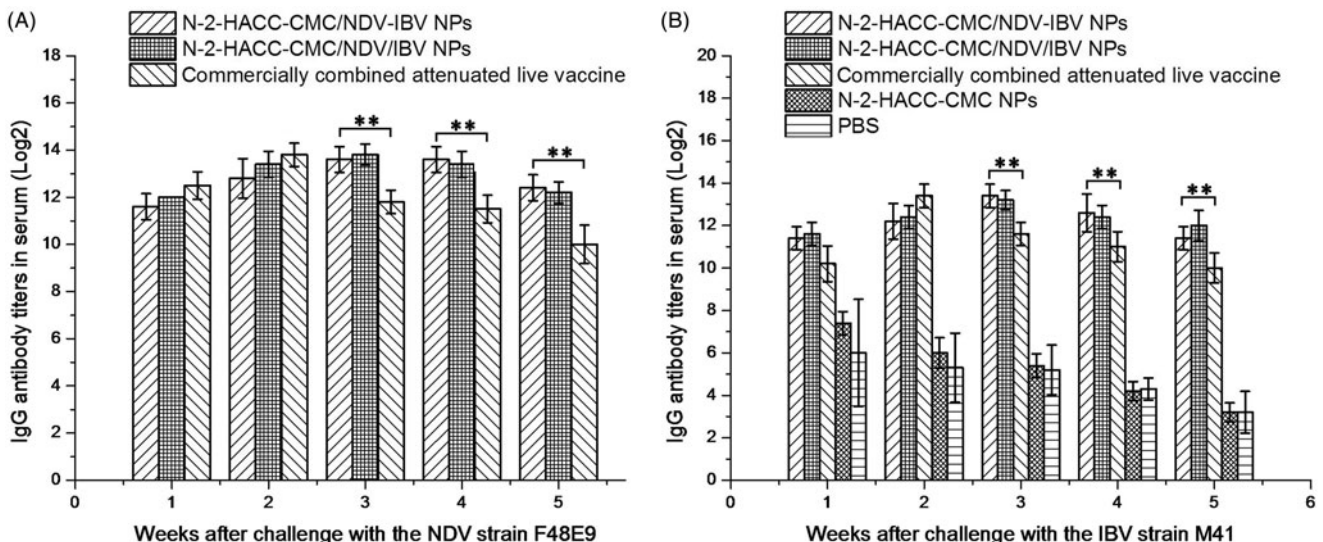 (A)
N-2-HACC-CMC/NDV-IBV NPs
N-2-HACC-CMC/NDV/IBV NPs
Commercially combined attenuated live vaccine
IgG antibody titers in serum (Log2)
18
16
14
12
10
8
6
4
2
0
** ** **
0 1 2 3 4 5
Weeks after challenge with the NDV strain F48E9
(B)
N-2-HACC-CMC/NDV-IBV NPs
N-2-HACC-CMC/NDV/IBV NPs
Commercially combined attenuated live vaccine
N-2-HACC-CMC NPs
PBS
IgG antibody titers in serum (Log2)
20
18
16
14
12
10
8
6
4
2
0
** ** **
0 1 2 3 4 5 6
Weeks after challenge with the IBV strain M41